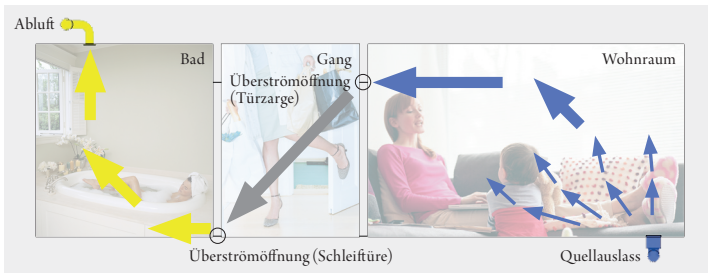 Abluft
Bad
Gang
Wohnraum
Überströmöffnung
(Türzarge)
Überströmöffnung (Schleiftüre)
Quellauslass